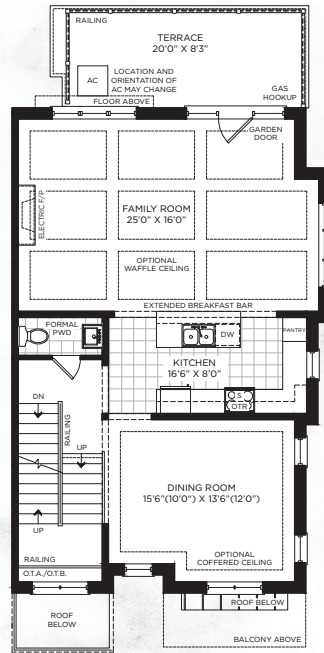 RAILING
TERRACE
20'0" X 8'3"
AC
LOCATION AND
ORIENTATION OF
AC MAY CHANGE
FLOOR ABOVE
GAS
HOOKUP
GARDEN
DOOR
ELECTRIC F/P
FAMILY ROOM
25'0" X 16'0"
OPTIONAL
WAFFLE CEILING
EXTENDED BREAKFAST BAR
FORMAL
PWD
DW
PANTRY
KITCHEN
16'6" X 8'0"
S
OTR
DN
RAILING
UP
UP
DINING ROOM
15'6"(10'0") X 13'6"(12'0")
OPTIONAL
COFFERED CEILING
RAILING
O.T.A./O.T.B.
ROOF
BELOW
ROOF BELOW
BALCONY ABOVE